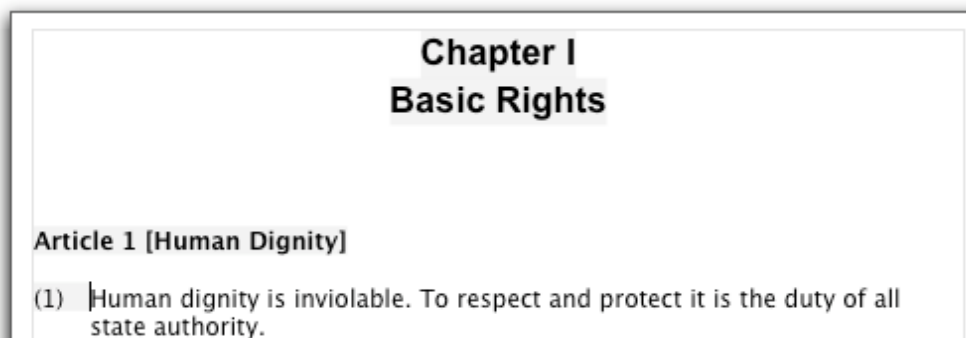 Chapter I
Basic Rights
Article 1 [Human Dignity]
(1) Human dignity is inviolable. To respect and protect it is the duty of all
state authority.